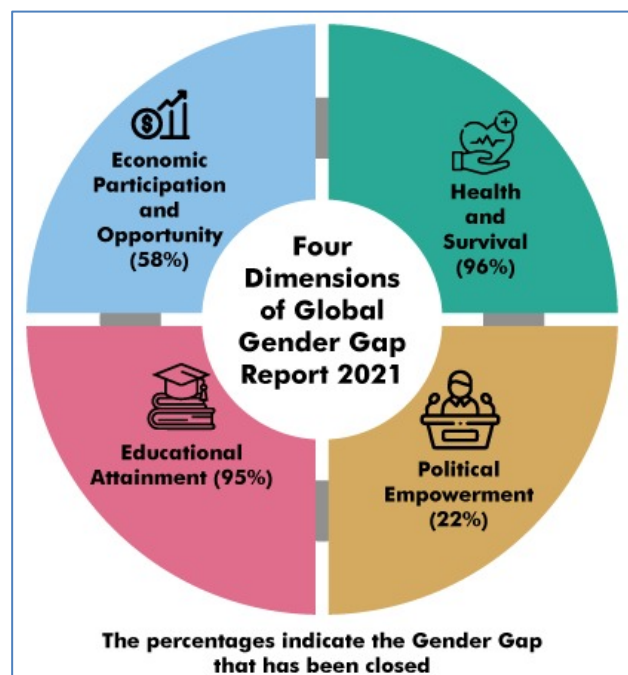 Economic
Participation
and
Opportunity
(58%)
Health
and
Survival
(96%)
Four
Dimensions
of Global
Gender Gap
Report 2021
Educational
Attainment (95%)
Political
Empowerment
(22%)
The percentages indicate the Gender Gap
that has been closed